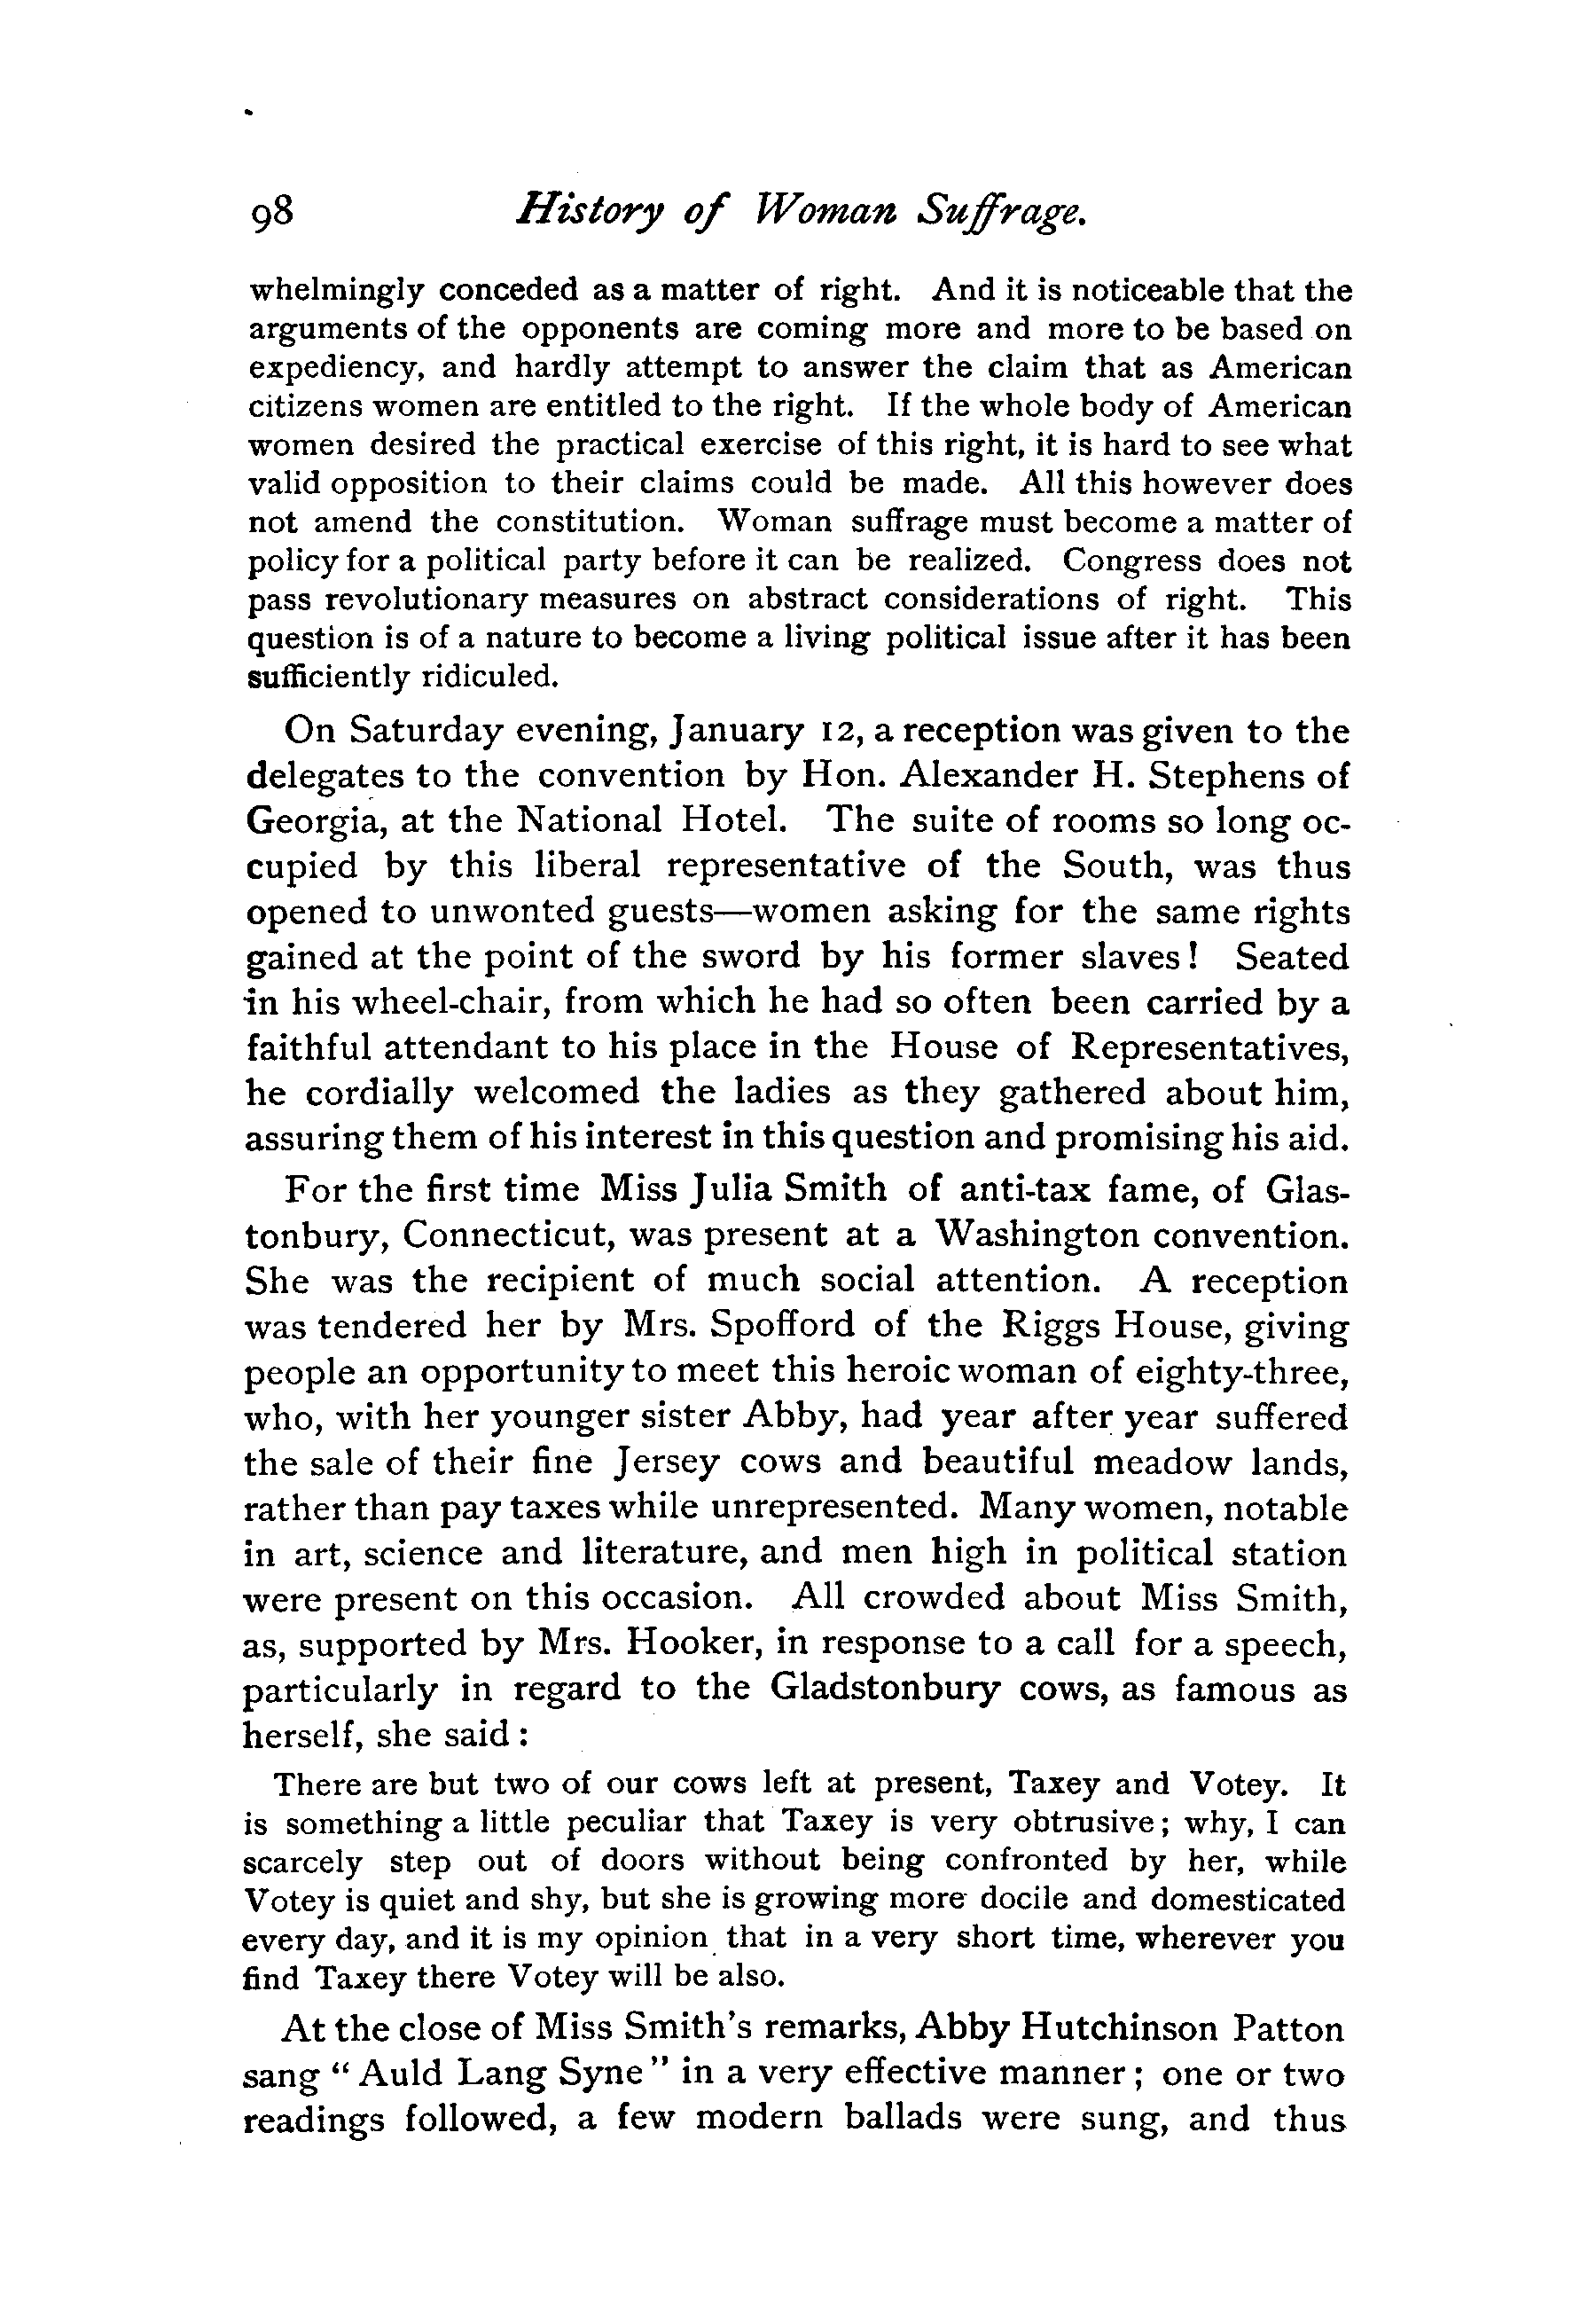 98 History of Woman Suffrage.
whelmingly conceded as a matter of right. And it is noticeable that the
arguments of the opponents are coming more and more to be based on
expediency, and hardly attempt to answer the claim that as American
citizens women are entitled to the right. If the whole body of American
women desired the practical exercise of this right, it is hard to see what
valid opposition to their claims could be made. All this however does
not amend the constitution. Woman suffrage must become a matter of
policy for a political party before it can be realized. Congress does not
pass revolutionary measures on abstract considerations of right. This
question is of a nature to become a living political issue after it has been
sufficiently ridiculed.
On Saturday evening, January 12, a reception was given to the
delegates to the convention by Hon. Alexander H. Stephens of
Georgia, at the National Hotel. The suite of rooms so long oc-
cupied by this liberal representative of the South, was thus
opened to unwonted guests—women asking for the same rights
gained at the point of the sword by his former slaves! Seated
in his wheel-chair, from which he had so often been carried by a
faithful attendant to his place in the House of Representatives,
he cordially welcomed the ladies as they gathered about him,
assuring them of his interest in this question and promising his aid.
For the first time Miss Julia Smith of anti-tax fame, of Glas-
tonbury, Connecticut, was present at a Washington convention.
She was the recipient of much social attention. A reception
was tendered her by Mrs. Spofford of the Riggs House, giving
people an opportunity to meet this heroic woman of eighty-three,
who, with her younger sister Abby, had year after year suffered
the sale of their fine Jersey cows and beautiful meadow lands,
rather than pay taxes while unrepresented. Many women, notable
in art, science and literature, and men high in political station
were present on this occasion. All crowded about Miss Smith,
as, supported by Mrs. Hooker, in response to a call for a speech,
particularly in regard to the Gladstonbury cows, as famous as
herself, she said:
There are but two of our cows left at present, Taxey and Votey. It
is something a little peculiar that Taxey is very obtrusive; why, I can
scarcely step out of doors without being confronted by her, while
Votey is quiet and shy, but she is growing more docile and domesticated
every day, and it is my opinion that in a very short time, wherever you
find Taxey there Votey will be also.
At the close of Miss Smith's remarks, Abby Hutchinson Patton
sang "Auld Lang Syne" in a very effective manner; one or two
readings followed, a few modern ballads were sung, and thus